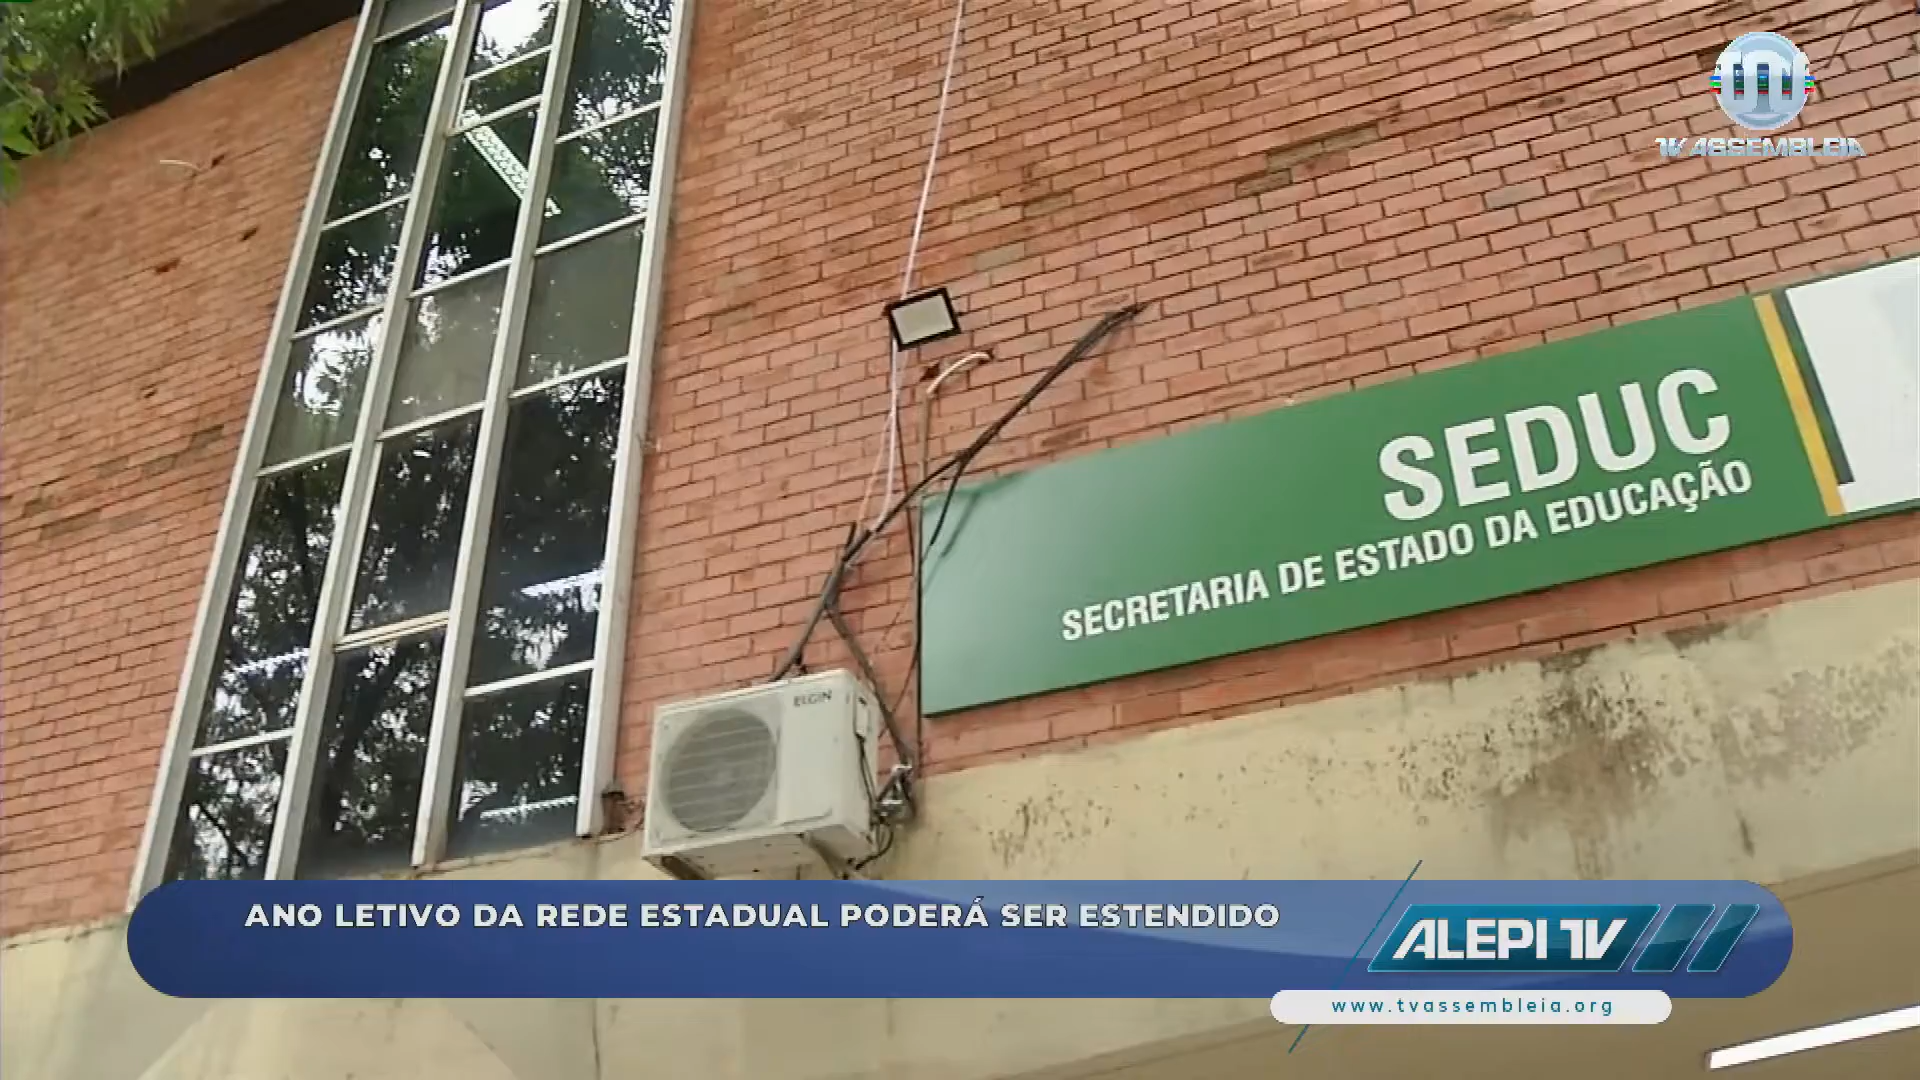 TV ASSEMBLEIA
SEDUC
SECRETARIA DE ESTADO DA EDUCAÇÃO
ELGIN
ANO LETIVO DA REDE ESTADUAL PODERÁ SER ESTENDIDO
ALEPI TV
www.tvassembleia.org